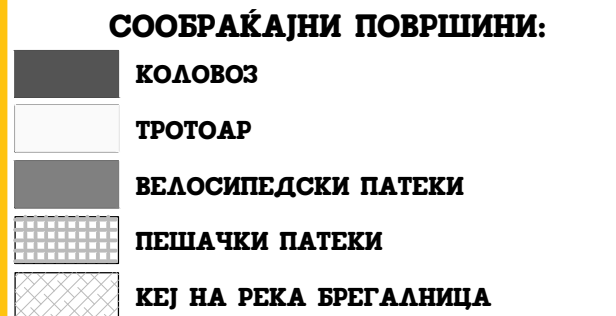 СООБРАЌАЈНИ ПОВРШИНИ:
КОЛОВОЗ
ТРОТОАР
ВЕЛОСИПЕДСКИ ПАТЕКИ
ПЕШАЧКИ ПАТЕКИ
КЕЈ НА РЕКА БРЕГАЛНИЦА